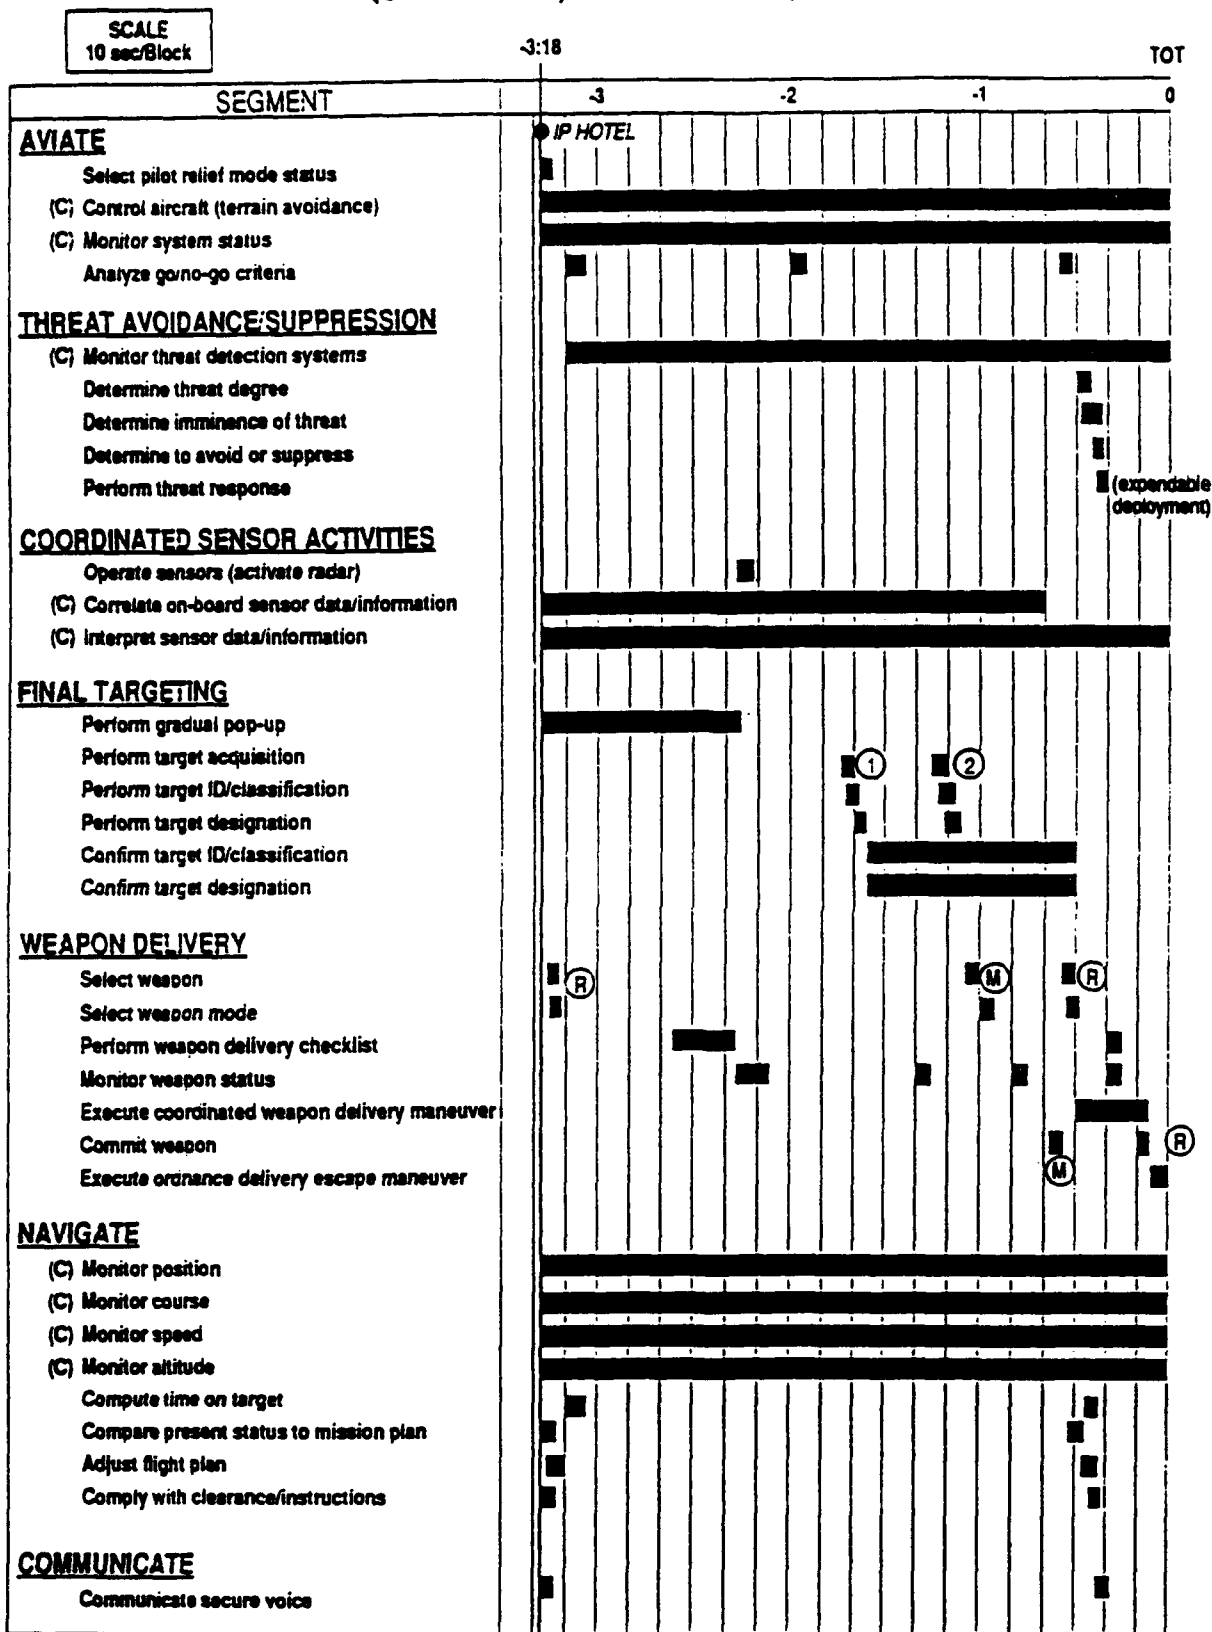 SCALE
10 sec/Block
-3:18
TOT
SEGMENT
-3
-2
-1
0
AVIATE
IP HOTEL
Select pilot relief mode status
(C) Control aircraft (terrain avoidance)
(C) Monitor system status
Analyze go/no-go criteria
THREAT AVOIDANCE/SUPPRESSION
(C) Monitor threat detection systems
Determine threat degree
Determine imminence of threat
Determine to avoid or suppress
Perform threat response
(expendable
deployment)
COORDINATED SENSOR ACTIVITIES
Operate sensors (activate radar)
(C) Correlate on-board sensor data/information
(C) Interpret sensor data/information
FINAL TARGETING
Perform gradual pop-up
Perform target acquisition
1
2
Perform target ID/classification
Perform target designation
Confirm target ID/classification
Confirm target designation
WEAPON DELIVERY
Select weapon
R
M
R
Select weapon mode
Perform weapon delivery checklist
Monitor weapon status
Execute coordinated weapon delivery maneuver
Commit weapon
R
M
Execute ordnance delivery escape maneuver
NAVIGATE
(C) Monitor position
(C) Monitor course
(C) Monitor speed
(C) Monitor altitude
Compute time on target
Compare present status to mission plan
Adjust flight plan
Comply with clearance/instructions
COMMUNICATE
Communicate secure voice